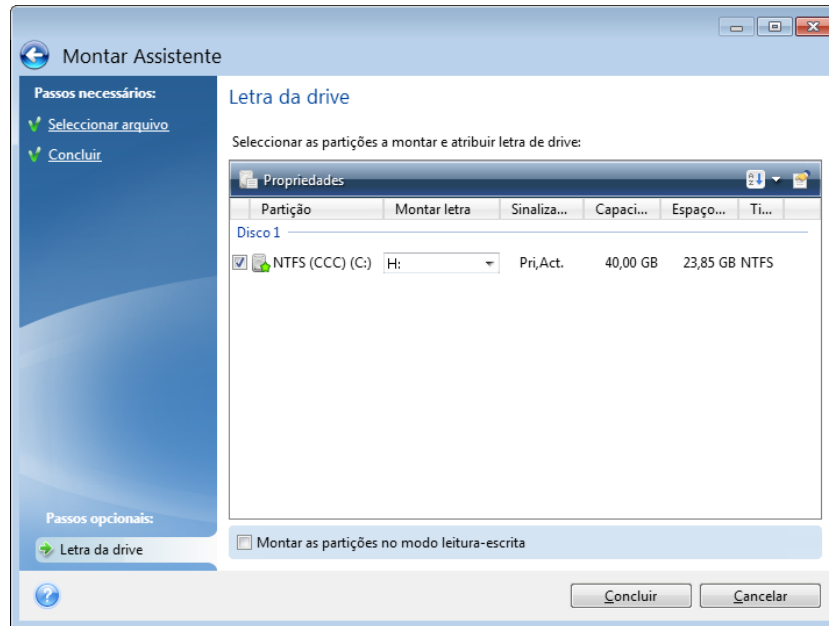 Montar Assistente
Passos necessários:
Seleccionar arquivo
Concluir
Letra da drive
Seleccionar as partições a montar e atribuir letra de drive:
Propriedades
Partição Montar letra Sinaliza... Capaci... Espaço... Ti...
Disco 1
NTFS (CCC) (C:) H: Pri,Act. 40,00 GB 23,85 GB NTFS
Passos opcionais:
Letra da drive
Montar as partições no modo leitura-escrita
Concluir Cancelar